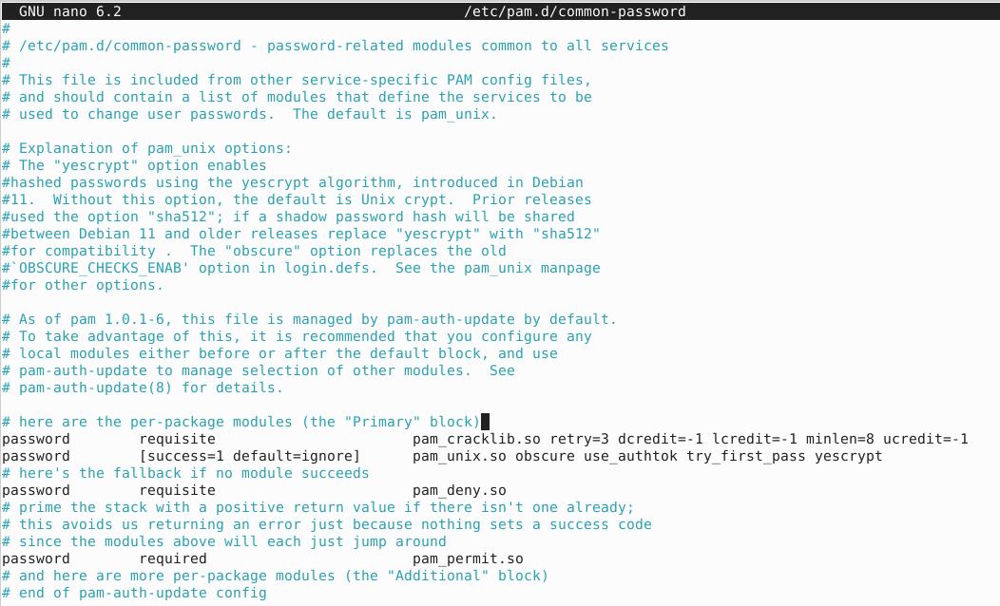 GNU nano 6.2 /etc/pam.d/common-password
#
# /etc/pam.d/common-password - password-related modules common to all services
#
# This file is included from other service-specific PAM config files,
# and should contain a list of modules that define the services to be
# used to change user passwords.  The default is pam_unix.

# Explanation of pam_unix options:
# The "yescrypt" option enables
#hashed passwords using the yescrypt algorithm, introduced in Debian
#11.  Without this option, the default is Unix crypt.  Prior releases
#used the option "sha512"; if a shadow password hash will be shared
#between Debian 11 and older releases replace "yescrypt" with "sha512"
#for compatibility .  The "obscure" option replaces the old
#`OBSCURE_CHECKS_ENAB' option in login.defs.  See the pam_unix manpage
#for other options.

# As of pam 1.0.1-6, this file is managed by pam-auth-update by default.
# To take advantage of this, it is recommended that you configure any
# local modules either before or after the default block, and use
# pam-auth-update to manage selection of other modules.  See
# pam-auth-update(8) for details.

# here are the per-package modules (the "Primary" block)
password        requisite                       pam_cracklib.so retry=3 dcredit=-1 lcredit=-1 minlen=8 ucredit=-1
password        [success=1 default=ignore]      pam_unix.so obscure use_authtok try_first_pass yescrypt
# here's the fallback if no module succeeds
password        requisite                       pam_deny.so
# prime the stack with a positive return value if there isn't one already;
# this avoids us returning an error just because nothing sets a success code
# since the modules above will each just jump around
password        required                        pam_permit.so
# and here are more per-package modules (the "Additional" block)
# end of pam-auth-update config